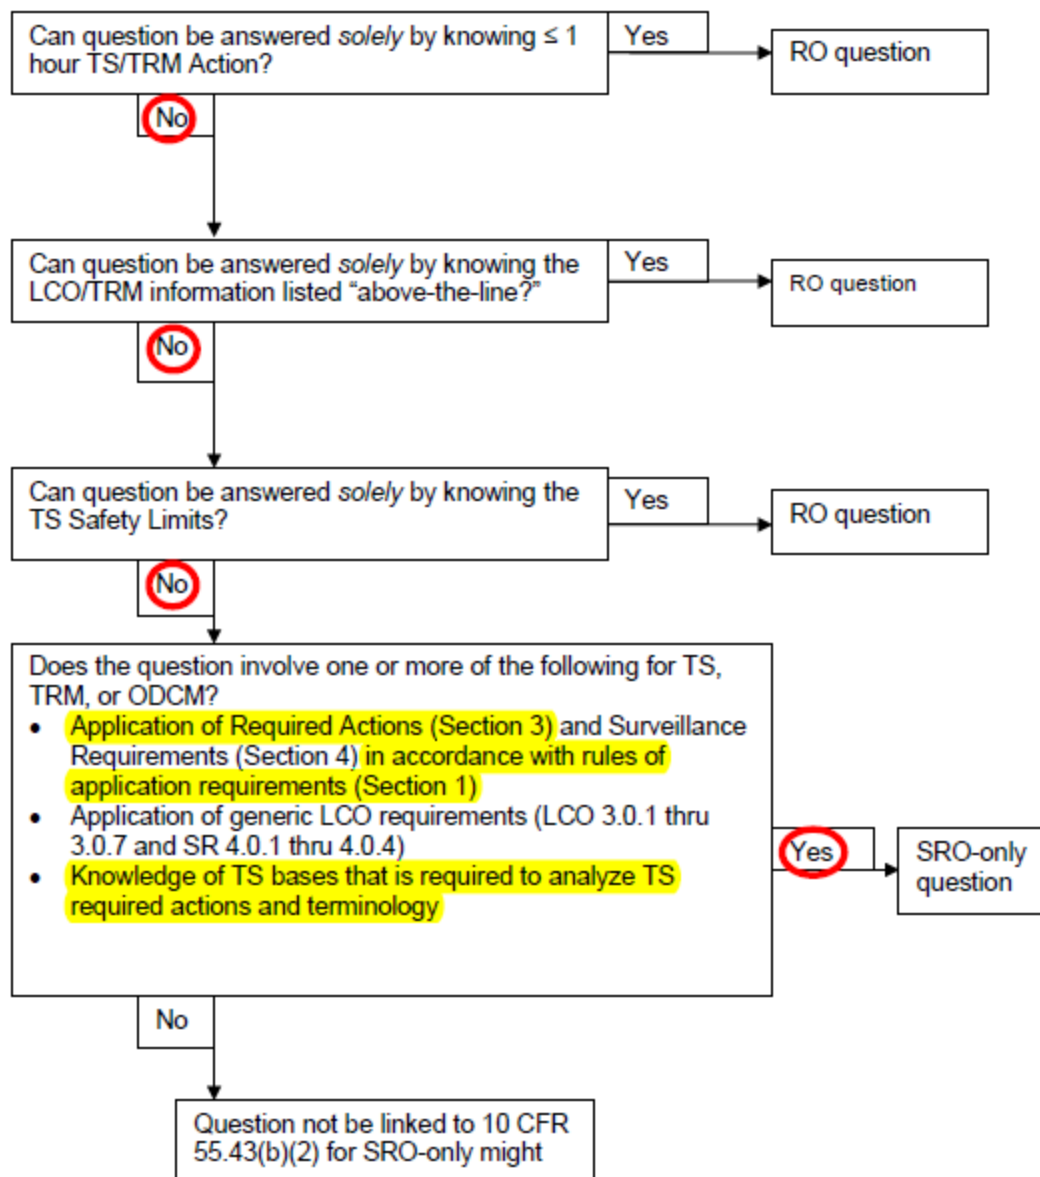 Can question be answered solely by knowing ≤ 1
hour TS/TRM Action?
Yes
RO question
No
Can question be answered solely by knowing the
LCO/TRM information listed “above-the-line?”
Yes
RO question
No
Can question be answered solely by knowing the
TS Safety Limits?
Yes
RO question
No
Does the question involve one or more of the following for TS,
TRM, or ODCM?
• Application of Required Actions (Section 3) and Surveillance
Requirements (Section 4) in accordance with rules of
application requirements (Section 1)
• Application of generic LCO requirements (LCO 3.0.1 thru
3.0.7 and SR 4.0.1 thru 4.0.4)
• Knowledge of TS bases that is required to analyze TS
required actions and terminology
Yes
SRO-only
question
No
Question not be linked to 10 CFR
55.43(b)(2) for SRO-only might